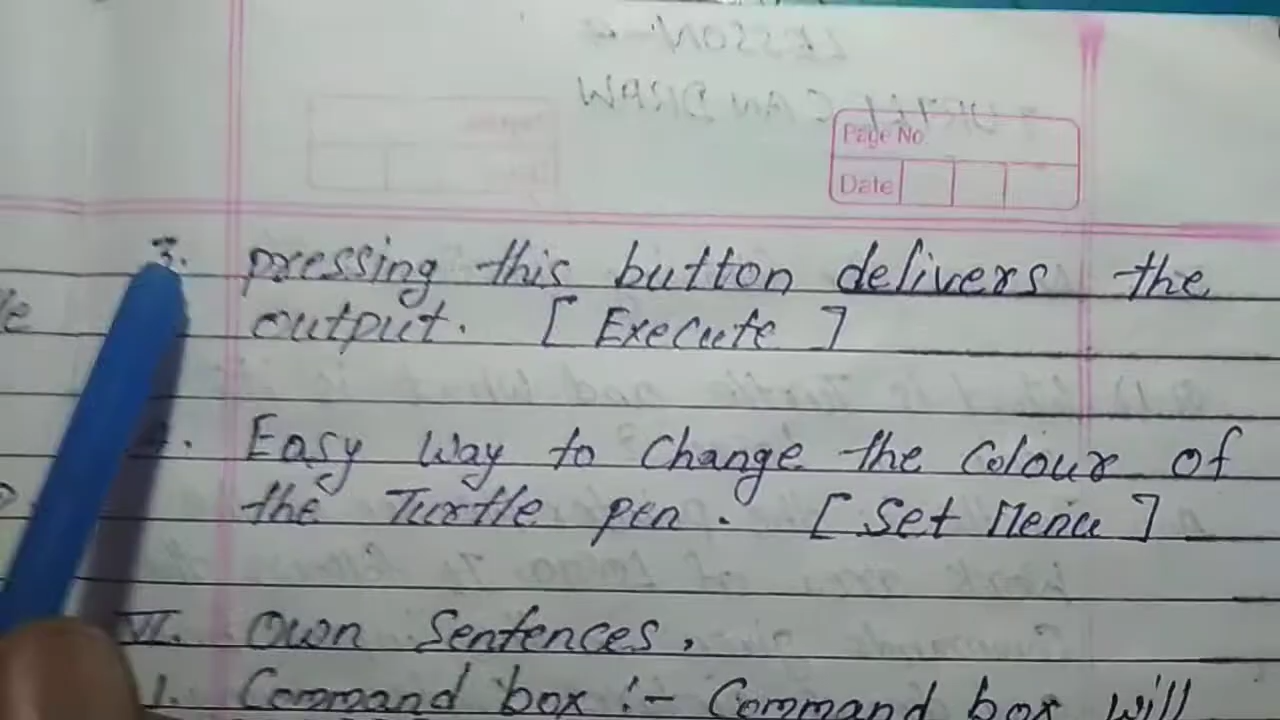 Page No.
Date
3. pressing this button delivers the
output. [ Execute ]
4. Easy way to Change the Colour of
the Turtle pen. [ Set Menu ]
VI. Own Sentences,
1. Command box :- Command box will